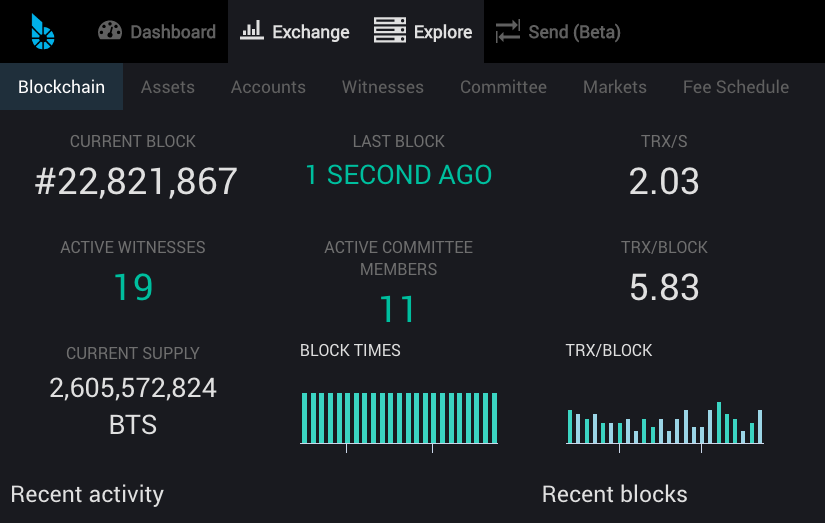 Dashboard Exchange Explore Send (Beta)
Blockchain Assets Accounts Witnesses Committee Markets Fee Schedule
CURRENT BLOCK
#22,821,867
LAST BLOCK
1 SECOND AGO
TRX/S
2.03
ACTIVE WITNESSES
19
ACTIVE COMMITTEE
MEMBERS
11
TRX/BLOCK
5.83
CURRENT SUPPLY
2,605,572,824
BTS
BLOCK TIMES
TRX/BLOCK
Recent activity
Recent blocks